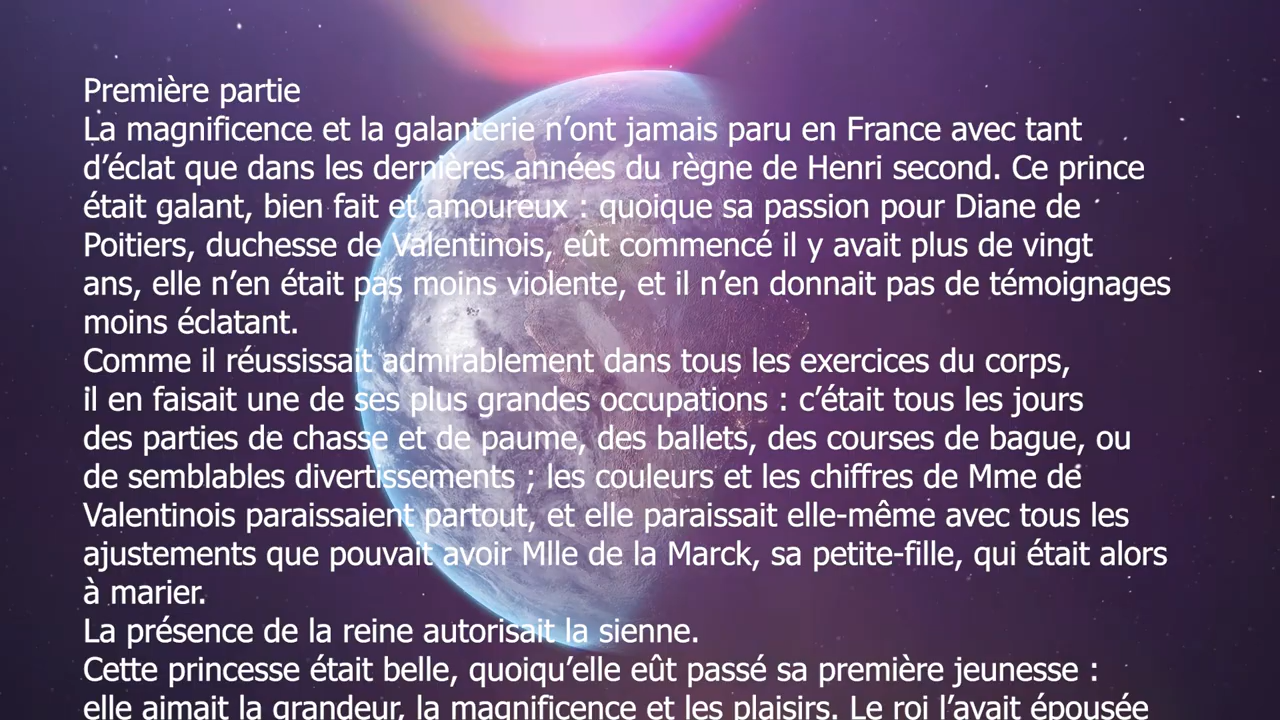 Première partie
La magnificence et la galanterie n’ont jamais paru en France avec tant
d’éclat que dans les dernières années du règne de Henri second. Ce prince
était galant, bien fait et amoureux : quoique sa passion pour Diane de
Poitiers, duchesse de Valentinois, eût commencé il y avait plus de vingt
ans, elle n’en était pas moins violente, et il n’en donnait pas de témoignages
moins éclatant.
Comme il réussissait admirablement dans tous les exercices du corps,
il en faisait une de ses plus grandes occupations : c’était tous les jours
des parties de chasse et de paume, des ballets, des courses de bague, ou
de semblables divertissements ; les couleurs et les chiffres de Mme de
Valentinois paraissaient partout, et elle paraissait elle-même avec tous les
ajustements que pouvait avoir Mlle de la Marck, sa petite-fille, qui était alors
à marier.
La présence de la reine autorisait la sienne.
Cette princesse était belle, quoiqu’elle eût passé sa première jeunesse :
elle aimait la grandeur, la magnificence et les plaisirs. Le roi l’avait épousée